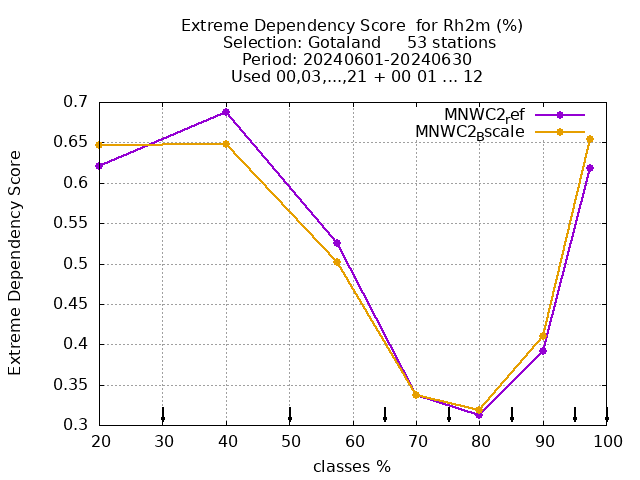 Extreme Dependency Score  for Rh2m (%)
Selection: Gotaland     53 stations
Period: 20240601-20240630
Used 00,03,...,21 + 00 01 ... 12
MNWC2ref
MNWC2Bscale
Extreme Dependency Score
0.7
0.65
0.6
0.55
0.5
0.45
0.4
0.35
0.3
20 30 40 50 60 70 80 90 100
classes %